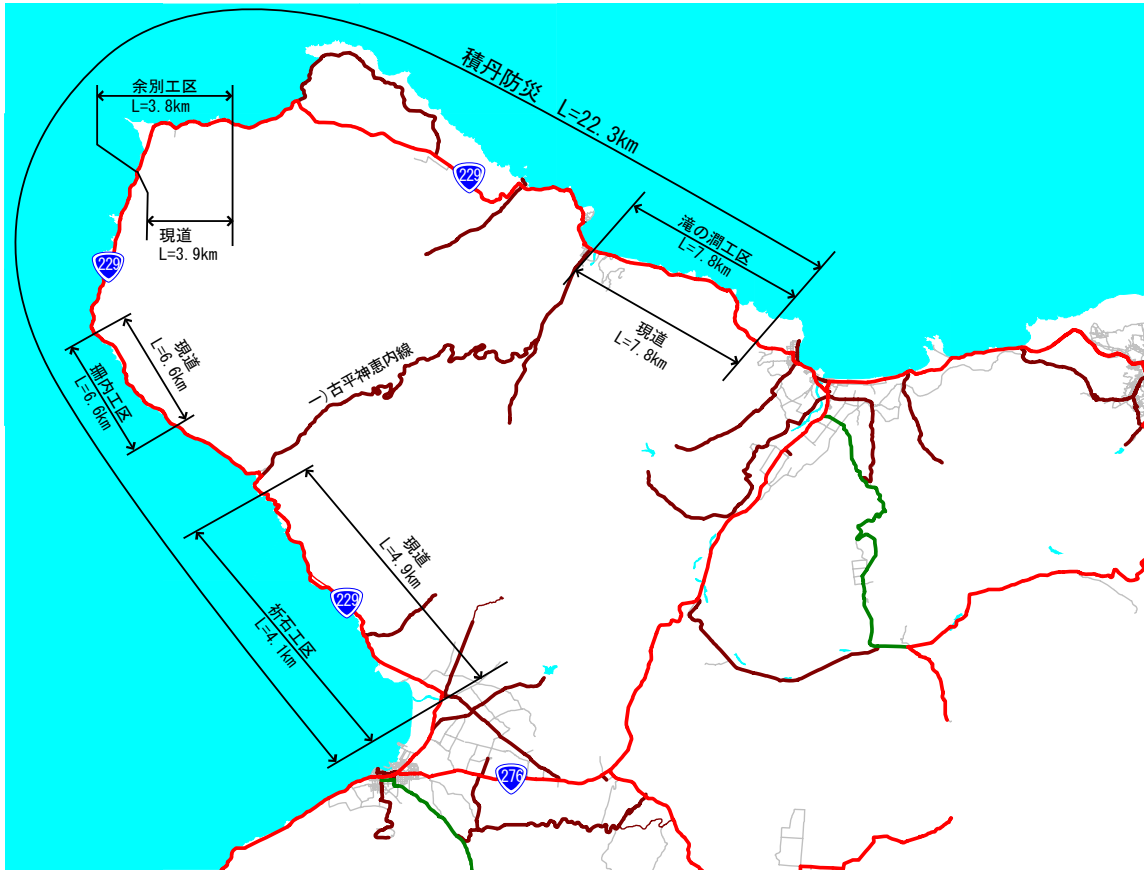 積丹防災 L=22.3km
余別工区
L=3.8km
現道
L=3.9km
229
229
滝の澗工区
L=7.8km
現道
L=7.8km
現道
L=6.6km
珊内工区
L=6.6km
一)古平神恵内線
現道
L=4.9km
229
祈石工区
L=4.1km
276